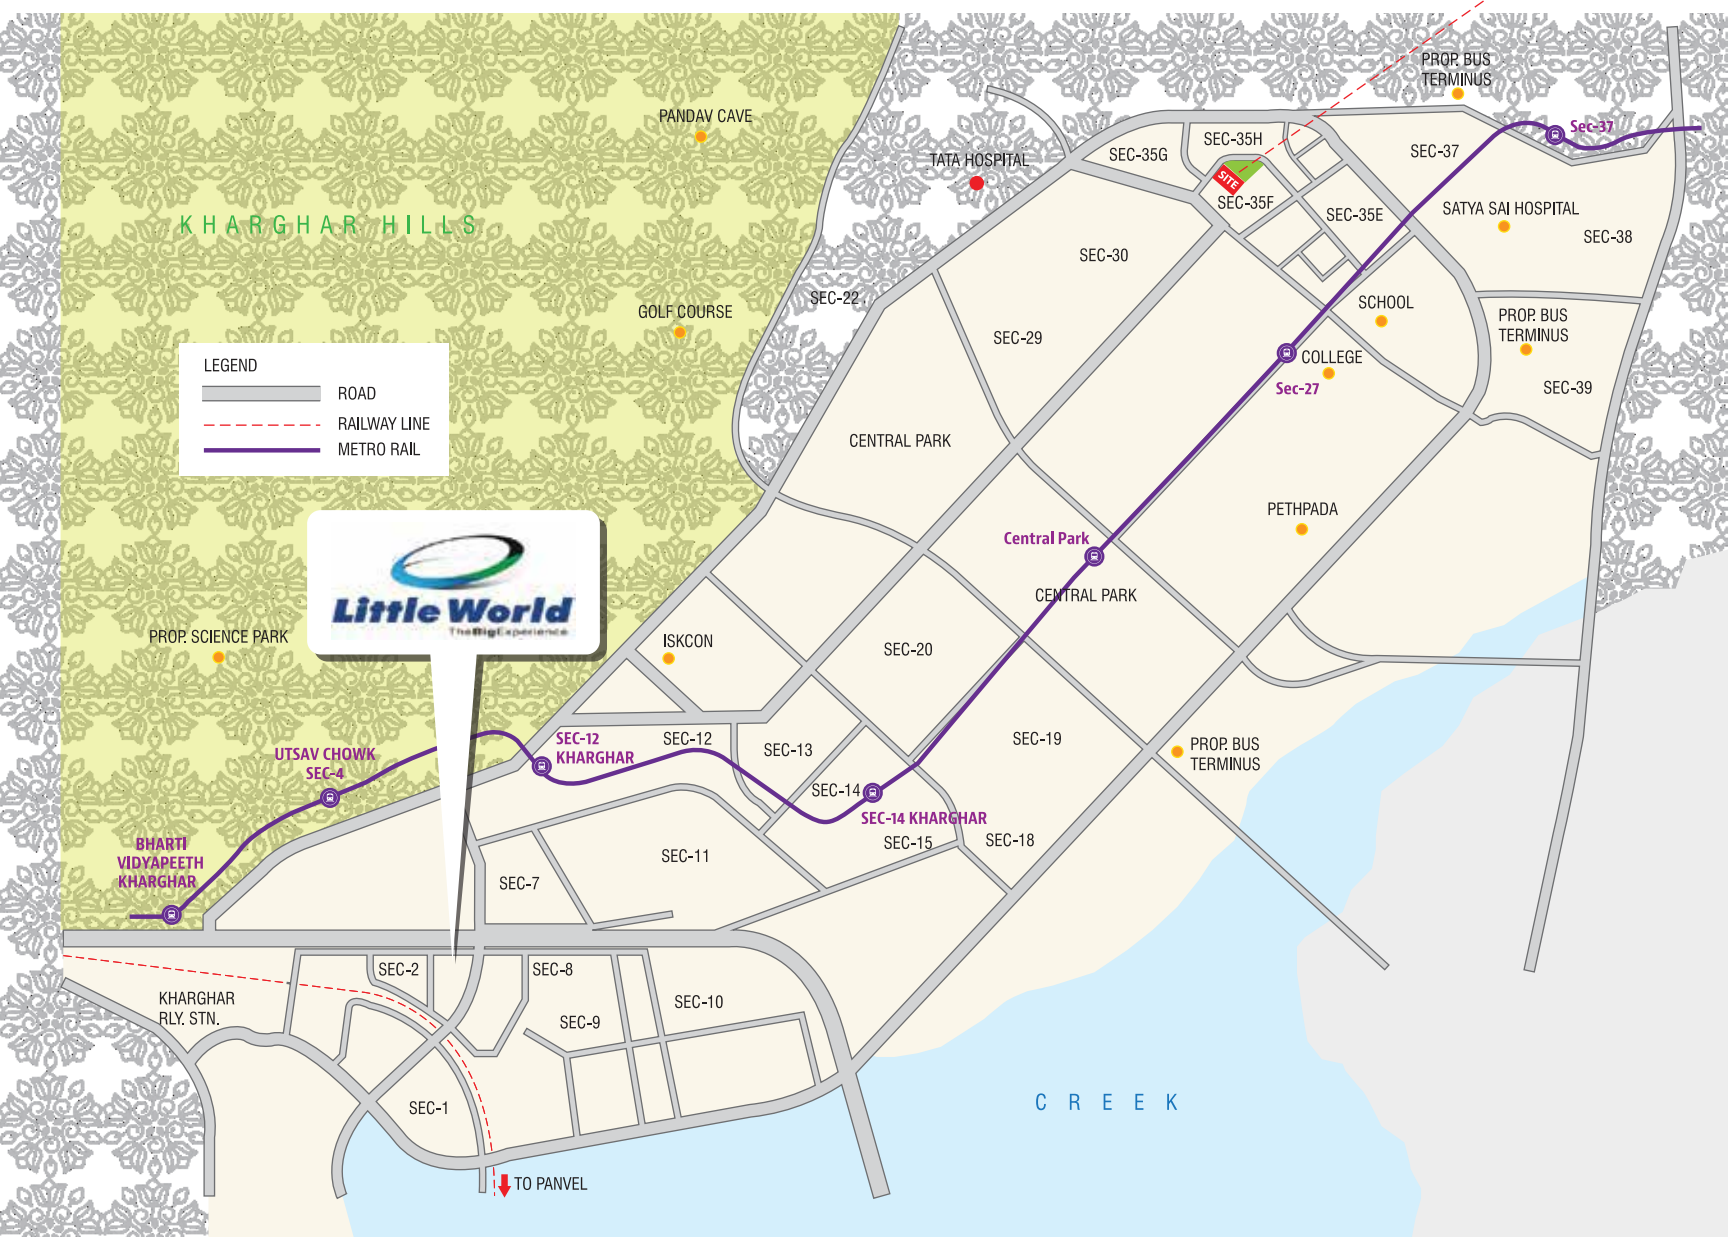 PROP. BUS
TERMINUS
PANDAV CAVE
Sec-37
SEC-35H
SEC-35G
SEC-37
TATA HOSPITAL
SITE
SEC-35F
SEC-35E
SATYA SAI HOSPITAL
SEC-38
KHARGHAR HILLS
SEC-30
SEC-22
GOLF COURSE
SCHOOL
PROP. BUS
TERMINUS
SEC-29
COLLEGE
Sec-27
SEC-39
LEGEND
ROAD
RAILWAY LINE
METRO RAIL
CENTRAL PARK
PETHPADA
Central Park
CENTRAL PARK
Little World
TheBigExperience
PROP. SCIENCE PARK
ISKCON
SEC-20
UTSAV CHOWK
SEC-4
SEC-12
KHARGHAR
SEC-12
SEC-13
SEC-19
PROP. BUS
TERMINUS
SEC-14
SEC-14 KHARGHAR
BHARTI
VIDYAPEETH
KHARGHAR
SEC-15
SEC-18
SEC-11
SEC-7
SEC-2
SEC-8
KHARGHAR
RLY. STN.
SEC-10
SEC-9
SEC-1
CREEK
TO PANVEL